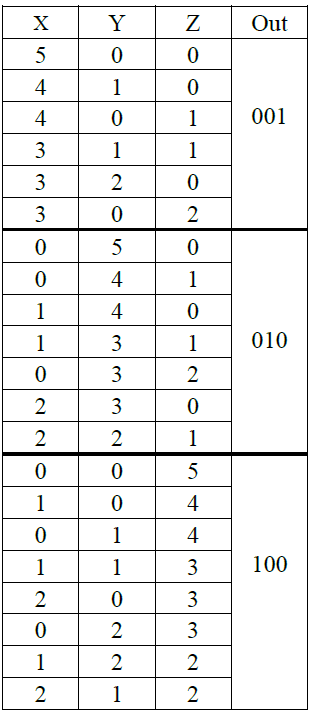 X Y Z Out
5 0 0
4 1 0
4 0 1 001
3 1 1
3 2 0
3 0 2
0 5 0
0 4 1
1 4 0
1 3 1 010
0 3 2
2 3 0
2 2 1
0 0 5
1 0 4
0 1 4
1 1 3 100
2 0 3
0 2 3
1 2 2
2 1 2